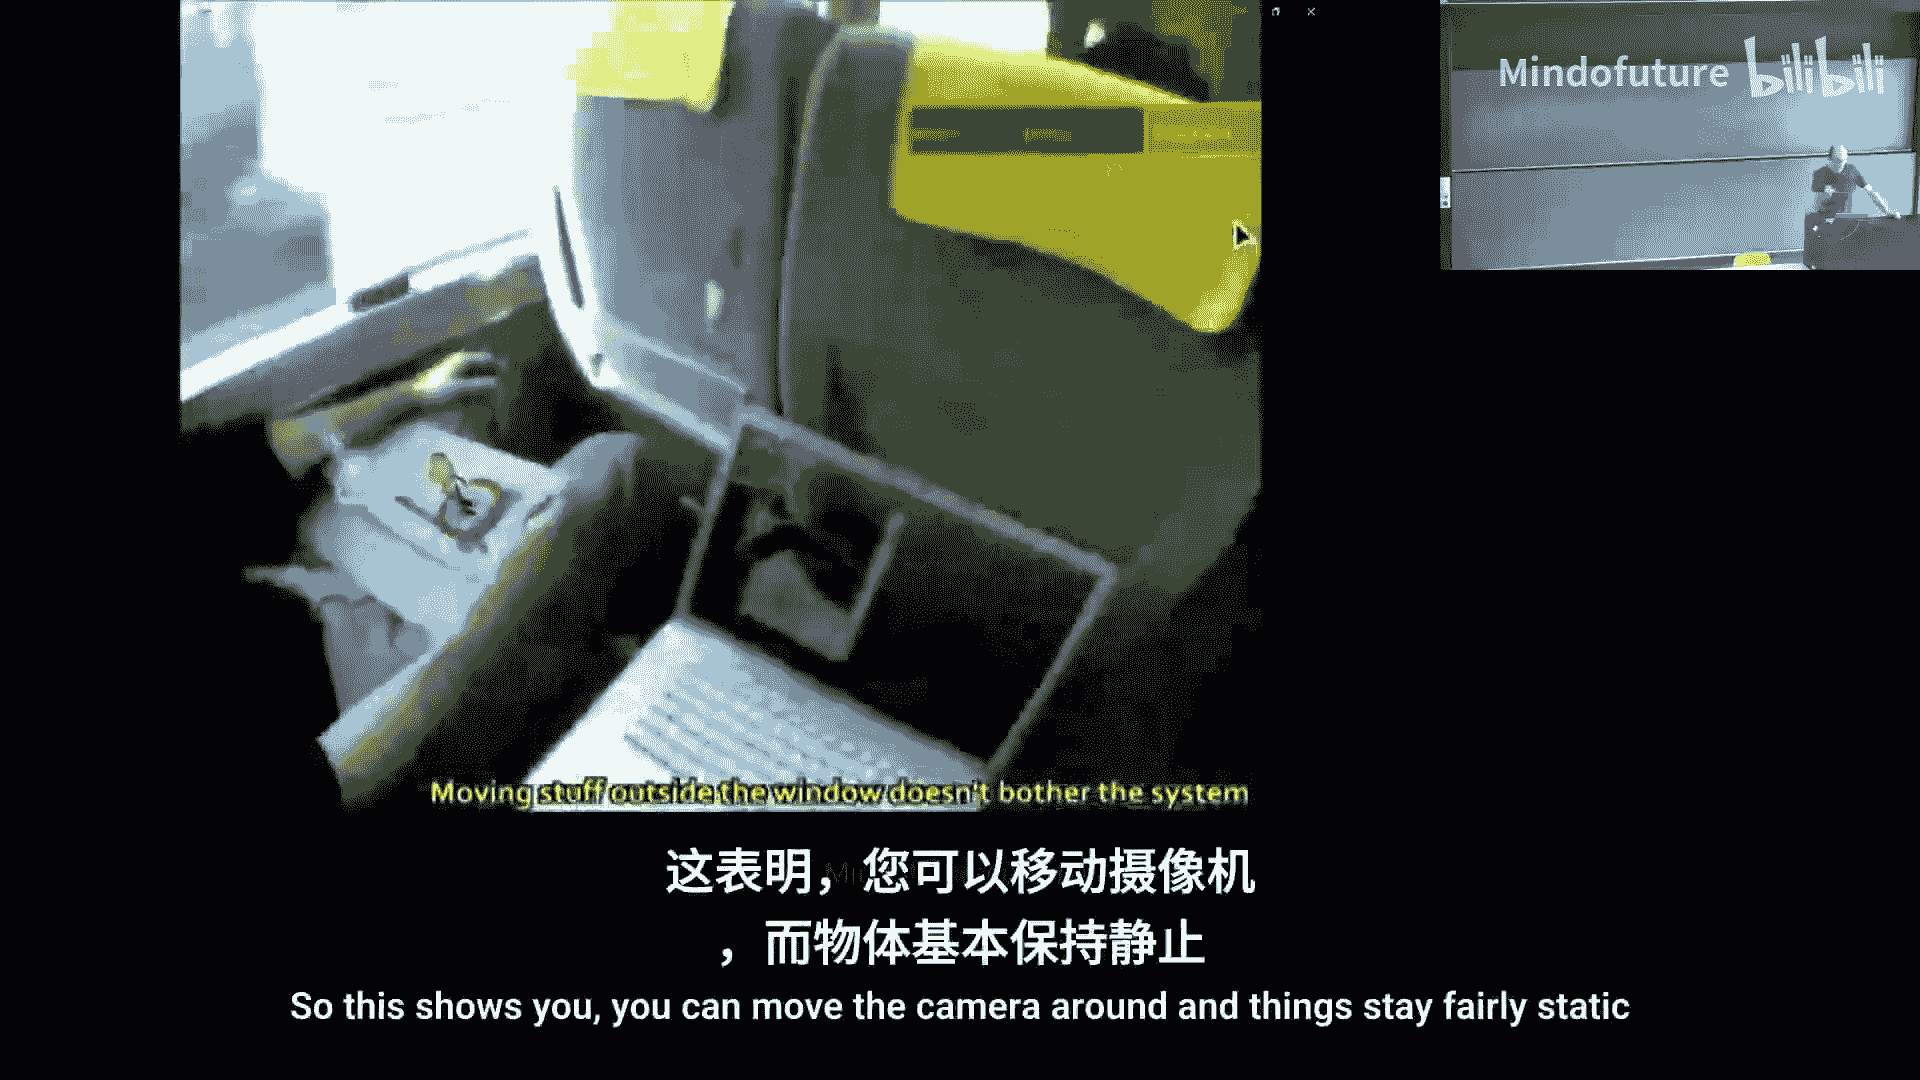 Mindofuture bilibili
Moving stuff outside the window doesn't bother the system
这表明，您可以移动摄像机
，而物体基本保持静止
So this shows you, you can move the camera around and things stay fairly static